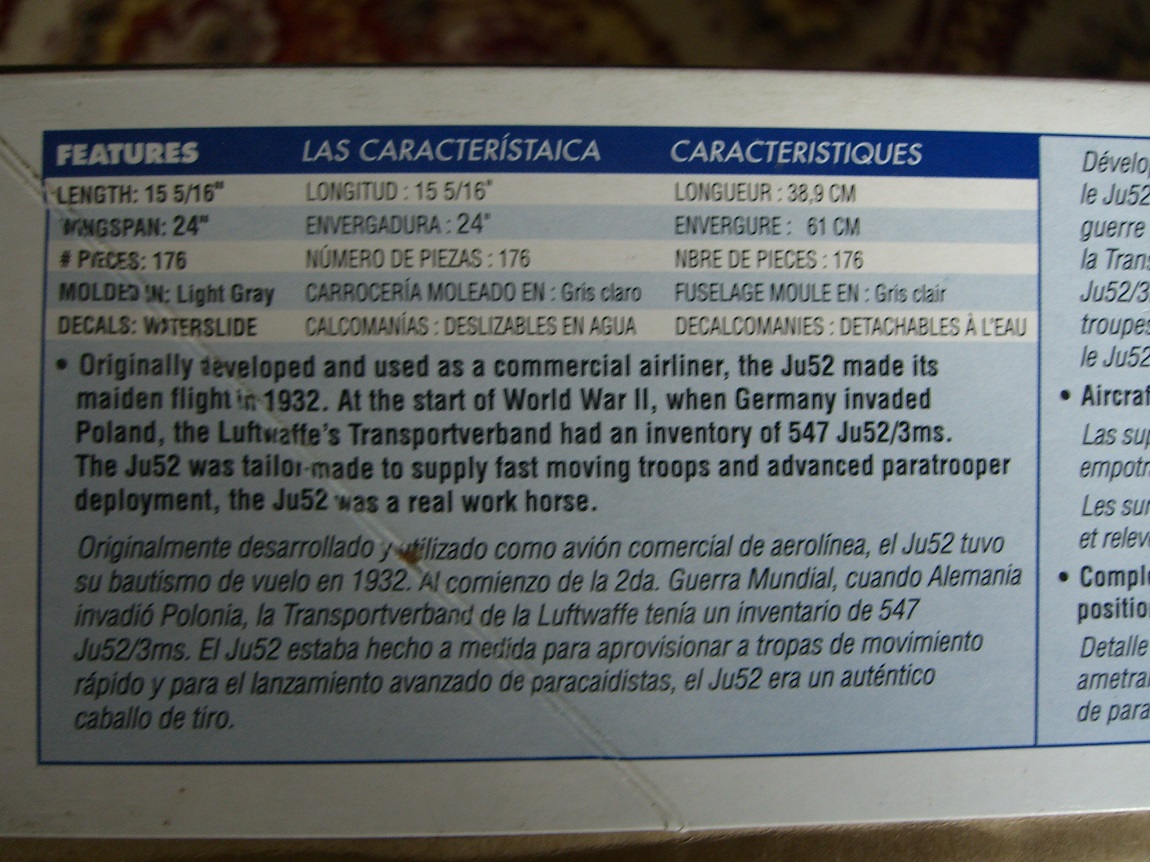 FEATURES LAS CARACTERÍSTAICA CARACTERISTIQUES
LENGTH: 15 5/16" LONGITUD : 15 5/16" LONGUEUR : 38,9 CM
WINGSPAN: 24" ENVERGADURA : 24" ENVERGURE : 61 CM
# PIECES: 176 NÚMERO DE PIEZAS : 176 NBRE DE PIECES : 176
MOLDED IN: Light Gray CARROCERÍA MOLEADO EN : Gris claro FUSELAGE MOULE EN : Gris clair
DECALS: WATERSLIDE CALCOMANÍAS : DESLIZABLES EN AGUA DECALCOMANIES : DETACHABLES À L'EAU
• Originally developed and used as a commercial airliner, the Ju52 made its
maiden flight in 1932. At the start of World War II, when Germany invaded
Poland, the Luftwaffe's Transportverband had an inventory of 547 Ju52/3ms.
The Ju52 was tailor-made to supply fast moving troops and advanced paratrooper
deployment, the Ju52 was a real work horse.
Originalmente desarrollado y utilizado como avión comercial de aerolínea, el Ju52 tuvo
su bautismo de vuelo en 1932. Al comienzo de la 2da. Guerra Mundial, cuando Alemania
invadió Polonia, la Transportverband de la Luftwaffe tenía un inventario de 547
Ju52/3ms. El Ju52 estaba hecho a medida para aprovisionar a tropas de movimiento
rápido y para el lanzamiento avanzado de paracaidistas, el Ju52 era un auténtico
caballo de tiro.
Dévelo
le Ju52
guerre
la Trans
Ju52/3
troupes
le Ju52
• Aircraf
Las sup
empotr
Les sur
et relev
• Comple
positio
Detalle
ametral
de para